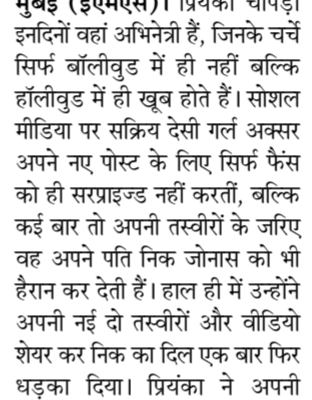 मुंबई (ईएमएस)। प्रियंका चोपड़ा
इनदिनों वहां अभिनेत्री हैं, जिनके चर्चे
सिर्फ बॉलीवुड में ही नहीं बल्कि
हॉलीवुड में ही खूब होते हैं। सोशल
मीडिया पर सक्रिय देसी गर्ल अक्सर
अपने नए पोस्ट के लिए सिर्फ फैंस
को ही सरप्राइज्ड नहीं करतीं, बल्कि
कई बार तो अपनी तस्वीरों के जरिए
वह अपने पति निक जोनास को भी
हैरान कर देती हैं। हाल ही में उन्होंने
अपनी नई दो तस्वीरों और वीडियो
शेयर कर निक का दिल एक बार फिर
धड़का दिया। प्रियंका ने अपनी